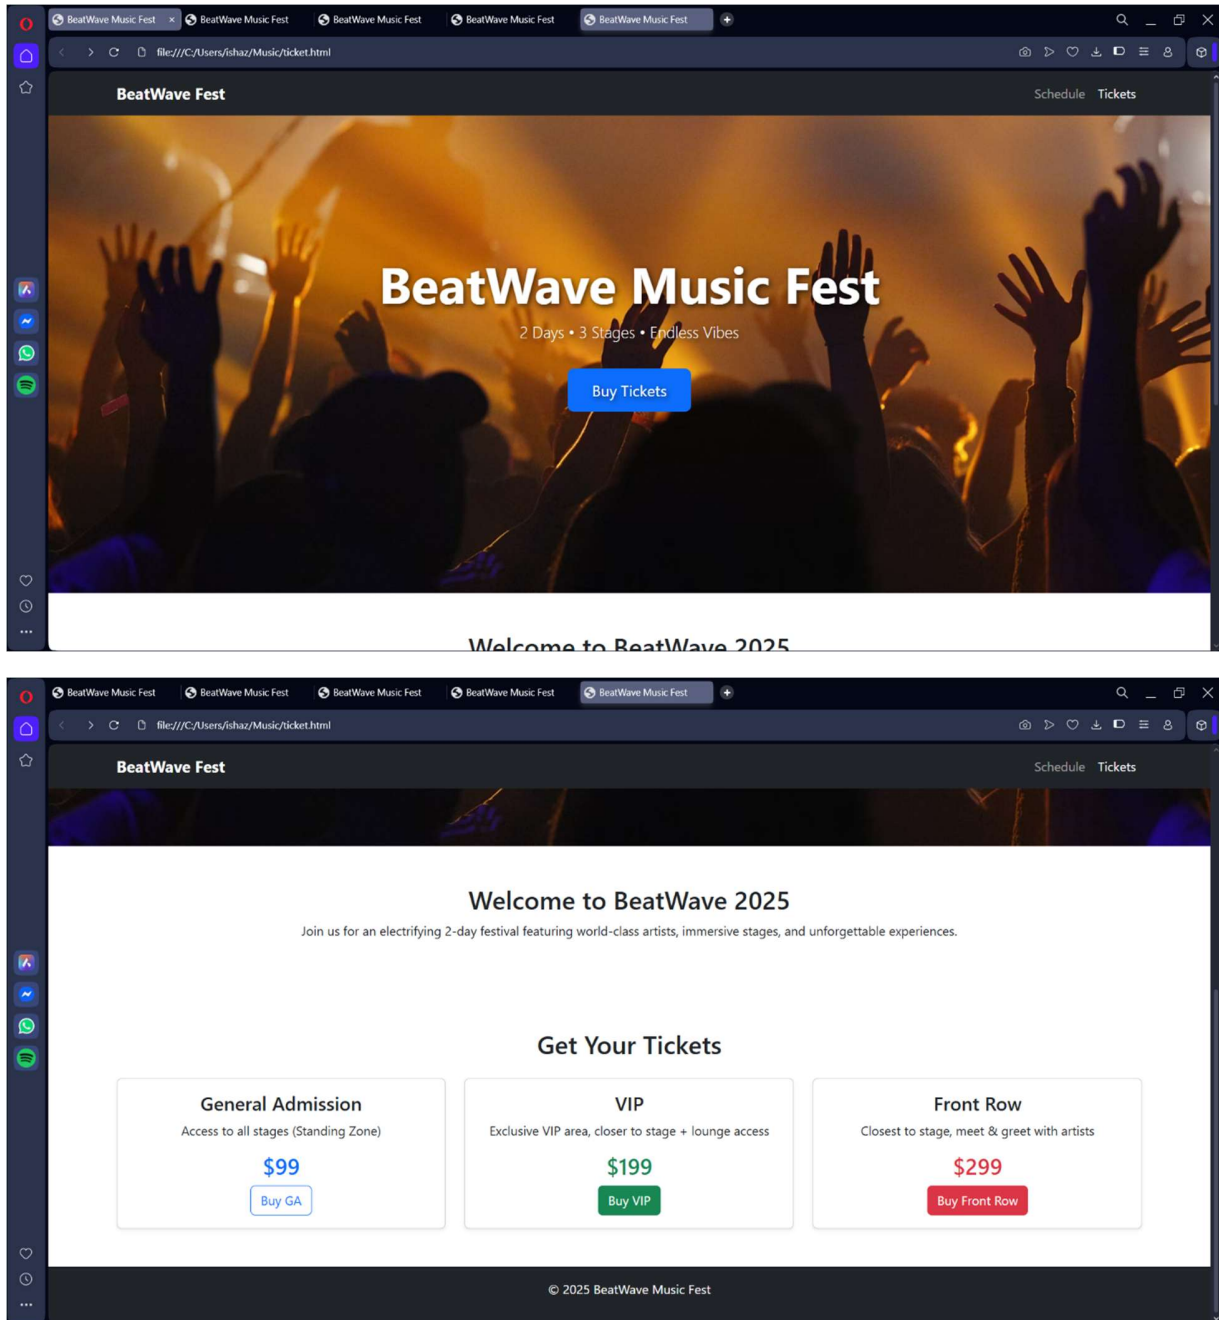 BeatWave Music Fest
BeatWave Music Fest
BeatWave Music Fest
BeatWave Music Fest
BeatWave Music Fest
file:///C:/Users/ishaz/Music/ticket.html
BeatWave Fest
Schedule
Tickets
BeatWave Music Fest
2 Days • 3 Stages • Endless Vibes
Buy Tickets
Welcome to BeatWave 2025
BeatWave Music Fest
BeatWave Music Fest
BeatWave Music Fest
BeatWave Music Fest
BeatWave Music Fest
file:///C:/Users/ishaz/Music/ticket.html
BeatWave Fest
Schedule
Tickets
Welcome to BeatWave 2025
Join us for an electrifying 2-day festival featuring world-class artists, immersive stages, and unforgettable experiences.
Get Your Tickets
General Admission
Access to all stages (Standing Zone)
$99
Buy GA
VIP
Exclusive VIP area, closer to stage + lounge access
$199
Buy VIP
Front Row
Closest to stage, meet & greet with artists
$299
Buy Front Row
© 2025 BeatWave Music Fest